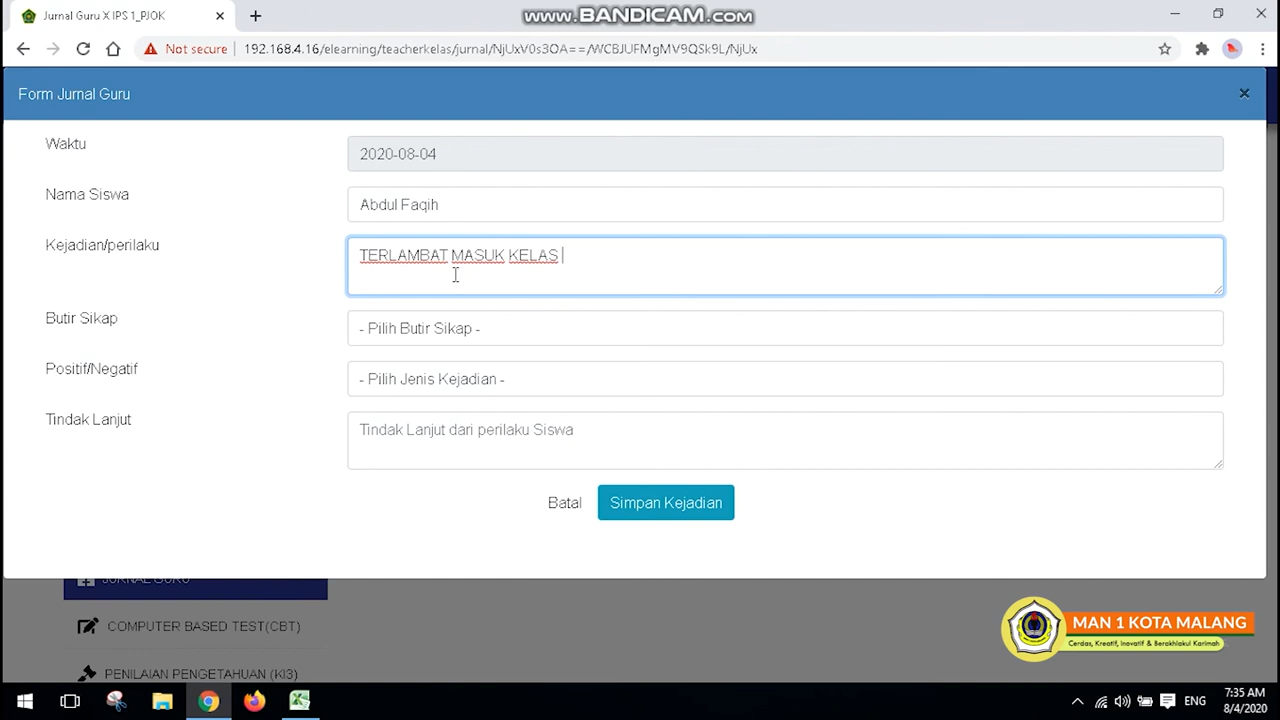 Jurnal Guru X IPS 1_PJOK
www.BANDICAM.com
Not secure
192.168.4.16/elearning/teacherkelas/jurnal/NjUxV0s3OA==/WCBJUFMgMV9QSk9L/NjUx
Form Jurnal Guru
Waktu
2020-08-04
Nama Siswa
Abdul Faqih
Kejadian/perilaku
TERLAMBAT MASUK KELAS
Butir Sikap
- Pilih Butir Sikap -
Positif/Negatif
- Pilih Jenis Kejadian -
Tindak Lanjut
Tindak Lanjut dari perilaku Siswa
Batal
Simpan Kejadian
JURNAL GURU
COMPUTER BASED TEST(CBT)
PENILAIAN PENGETAHUAN (KI3)
MAN 1 KOTA MALANG
Cerdas, Kreatif, Inovatif & Berakhlakul Karimah
ENG
7:35 AM
8/4/2020